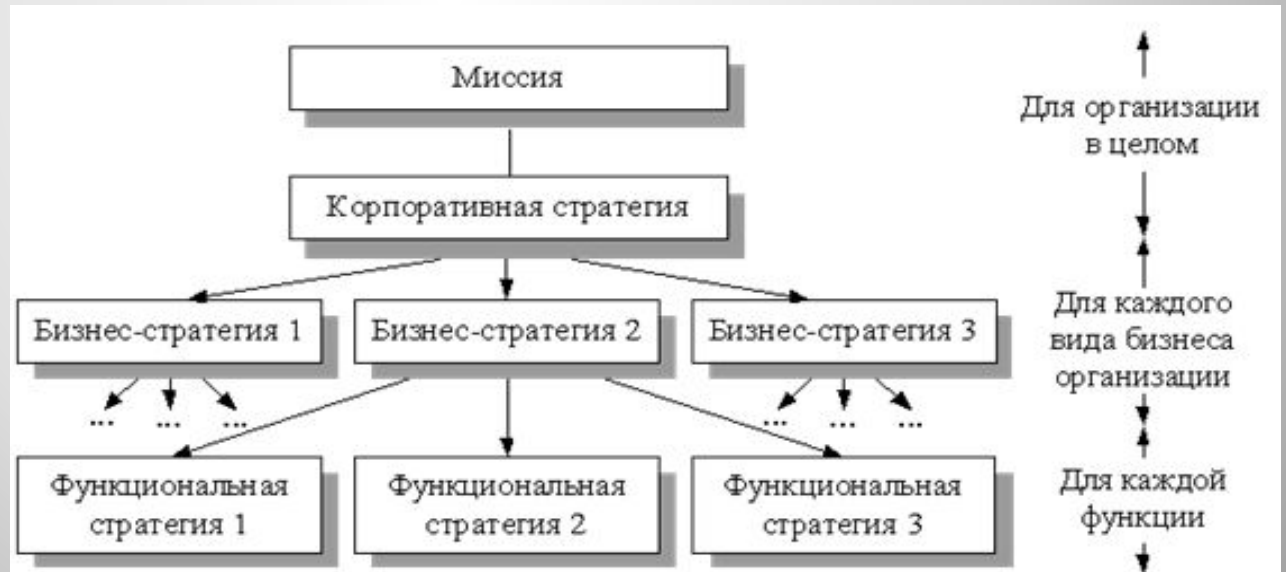 Миссия
Для организации
в целом
Корпоративная стратегия
Бизнес-стратегия 1
Бизнес-стратегия 2
Бизнес-стратегия 3
Для каждого
вида бизнеса
организации
...
...
...
...
...
...
Функциональная
стратегия 1
Функциональная
стратегия 2
Функциональная
стратегия 3
Для каждой
функции